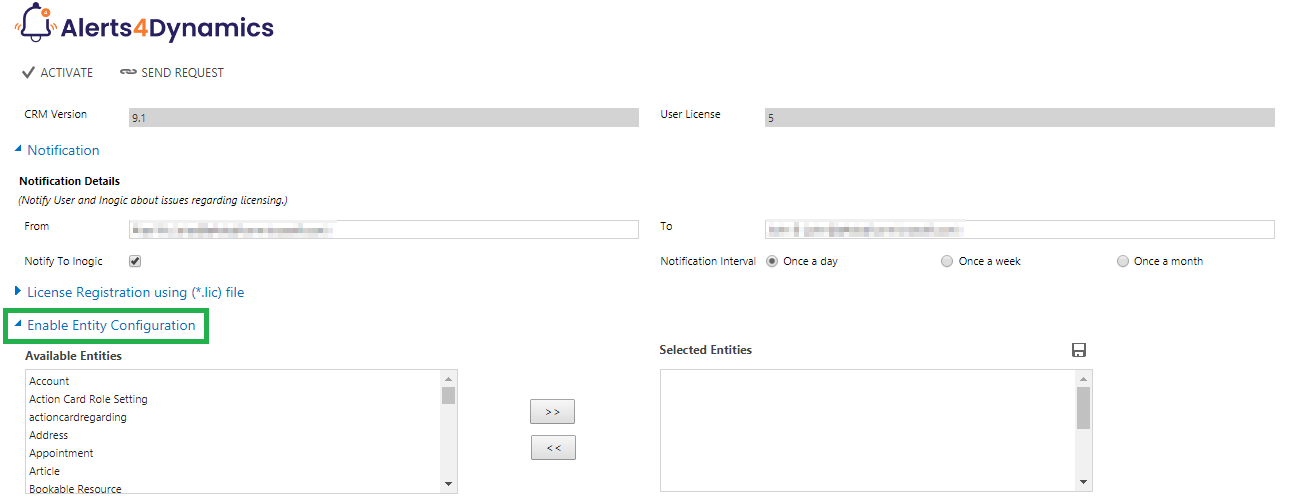 Alerts4Dynamics
ACTIVATE SEND REQUEST
CRM Version 9.1 User License 5
Notification
Notification Details
(Notify User and Inogic about issues regarding licensing.)
From To
Notify To Inogic Notification Interval Once a day Once a week Once a month
License Registration using (*.lic) file
Enable Entity Configuration
Available Entities Selected Entities
Account
Action Card Role Setting
actioncardregarding
>>
Address
Appointment
<<
Article
Bookable Resource